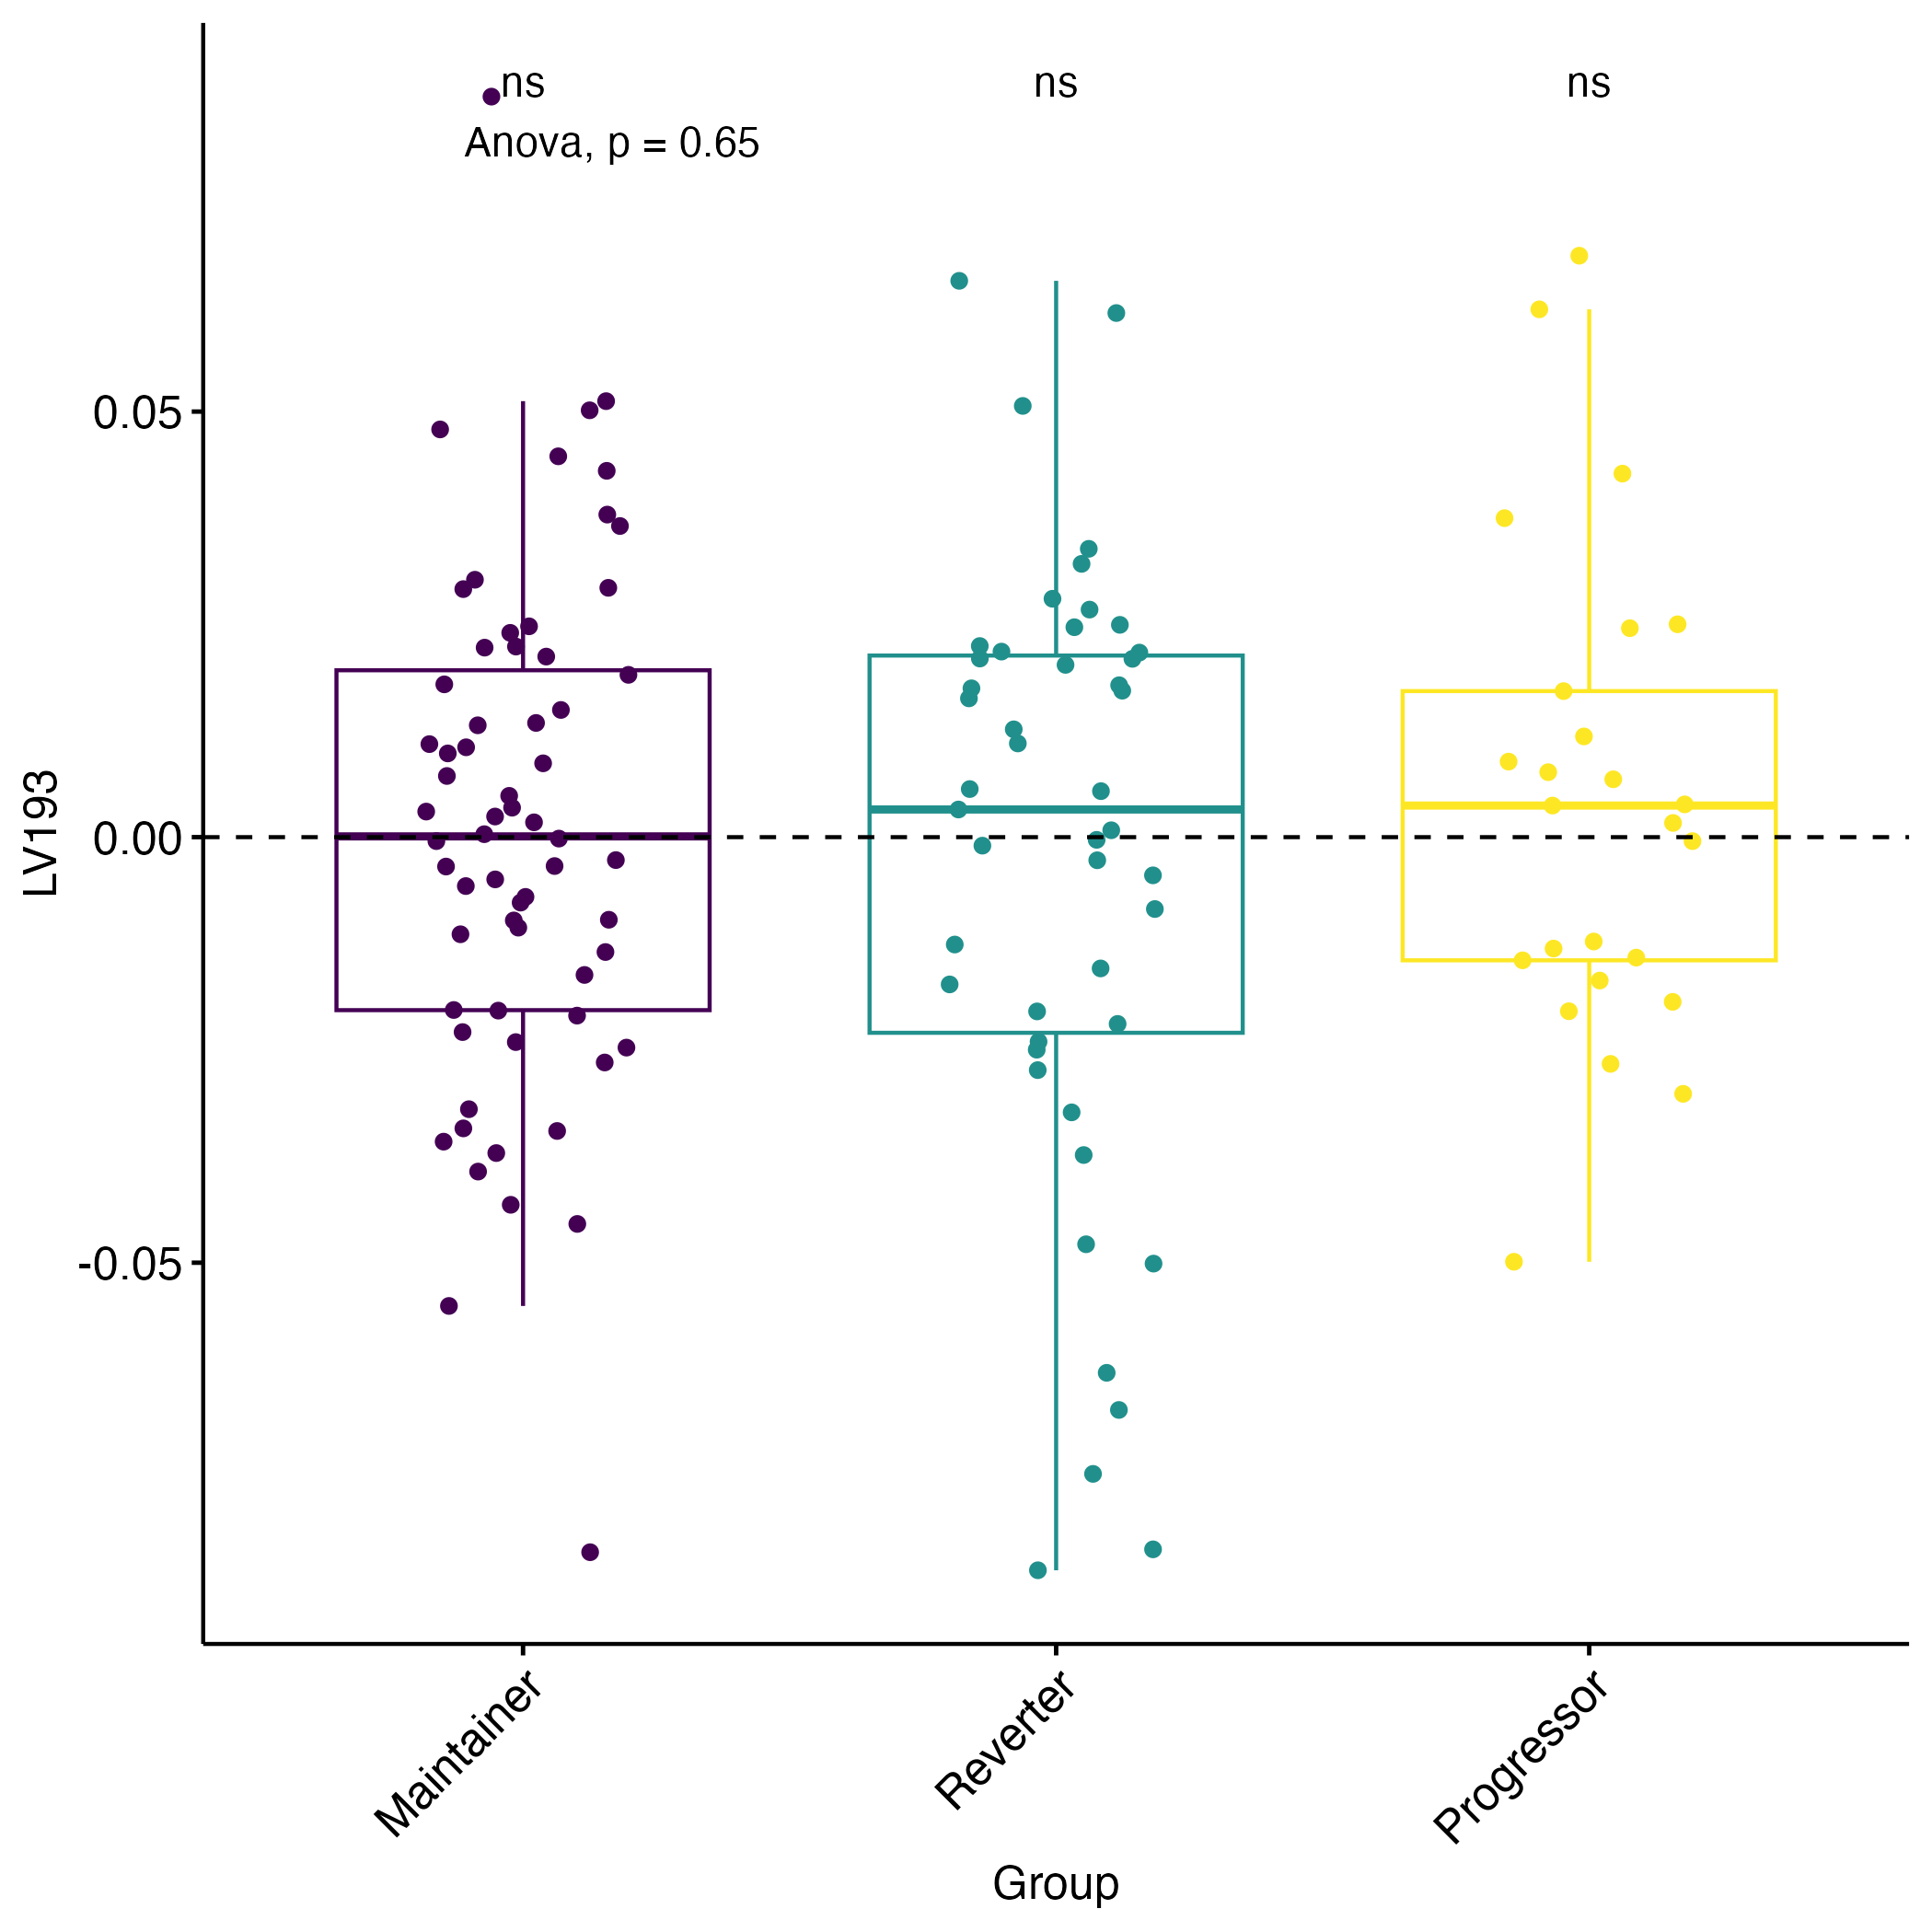 ns ns ns
Anova, p = 0.65
0.05
0.00
-0.05
LV193
Maintainer Reverter Progressor
Group